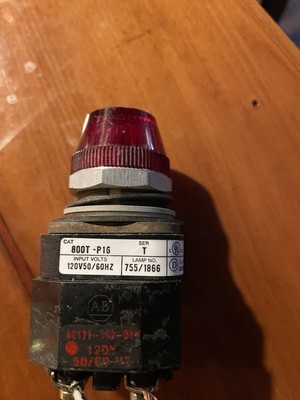 CAT SER
800T-P16 T
INPUT VOLTS LAMP NO.
120V50/60HZ 755/1866
AB
120V